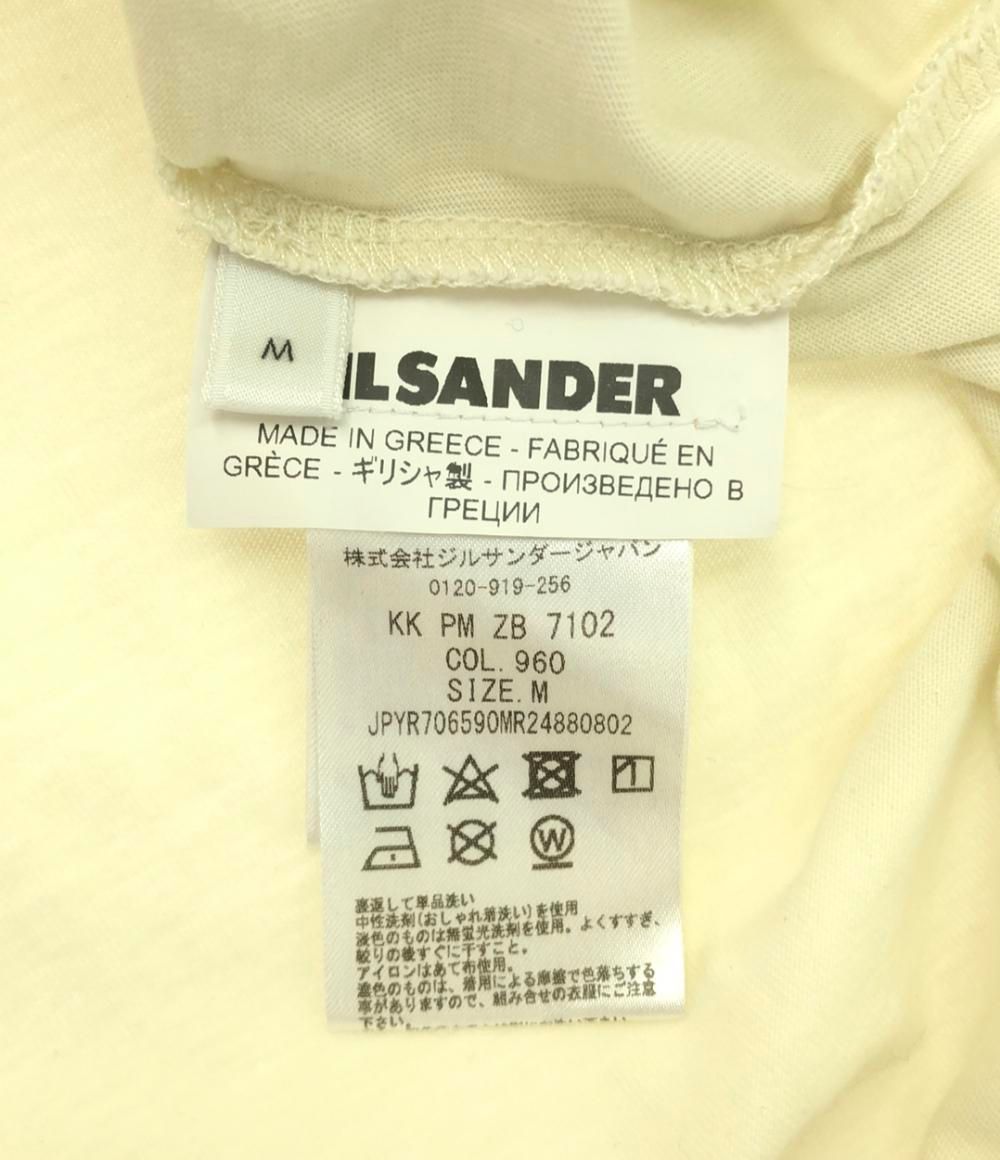 M
IL SANDER
MADE IN GREECE - FABRIQUÉ EN
GRÈCE - ギリシャ製 - ПРОИЗВЕДЕНО В
ГРЕЦИИ
株式会社ジルサンダージャパン
0120-919-256
KK PM ZB 7102
COL. 960
SIZE. M
JPYR706590MR24880802
W
裏返して単品洗い
中性洗剤(おしゃれ着洗い)を使用
淡色のものは無蛍光洗剤を使用。よくすすぎ、
絞りの後すぐに干すこと。
アイロンはあて布使用。
濃色のものは、着用による摩擦で色落ちする
事がありますので、組み合せの衣服にご注意
下さい。